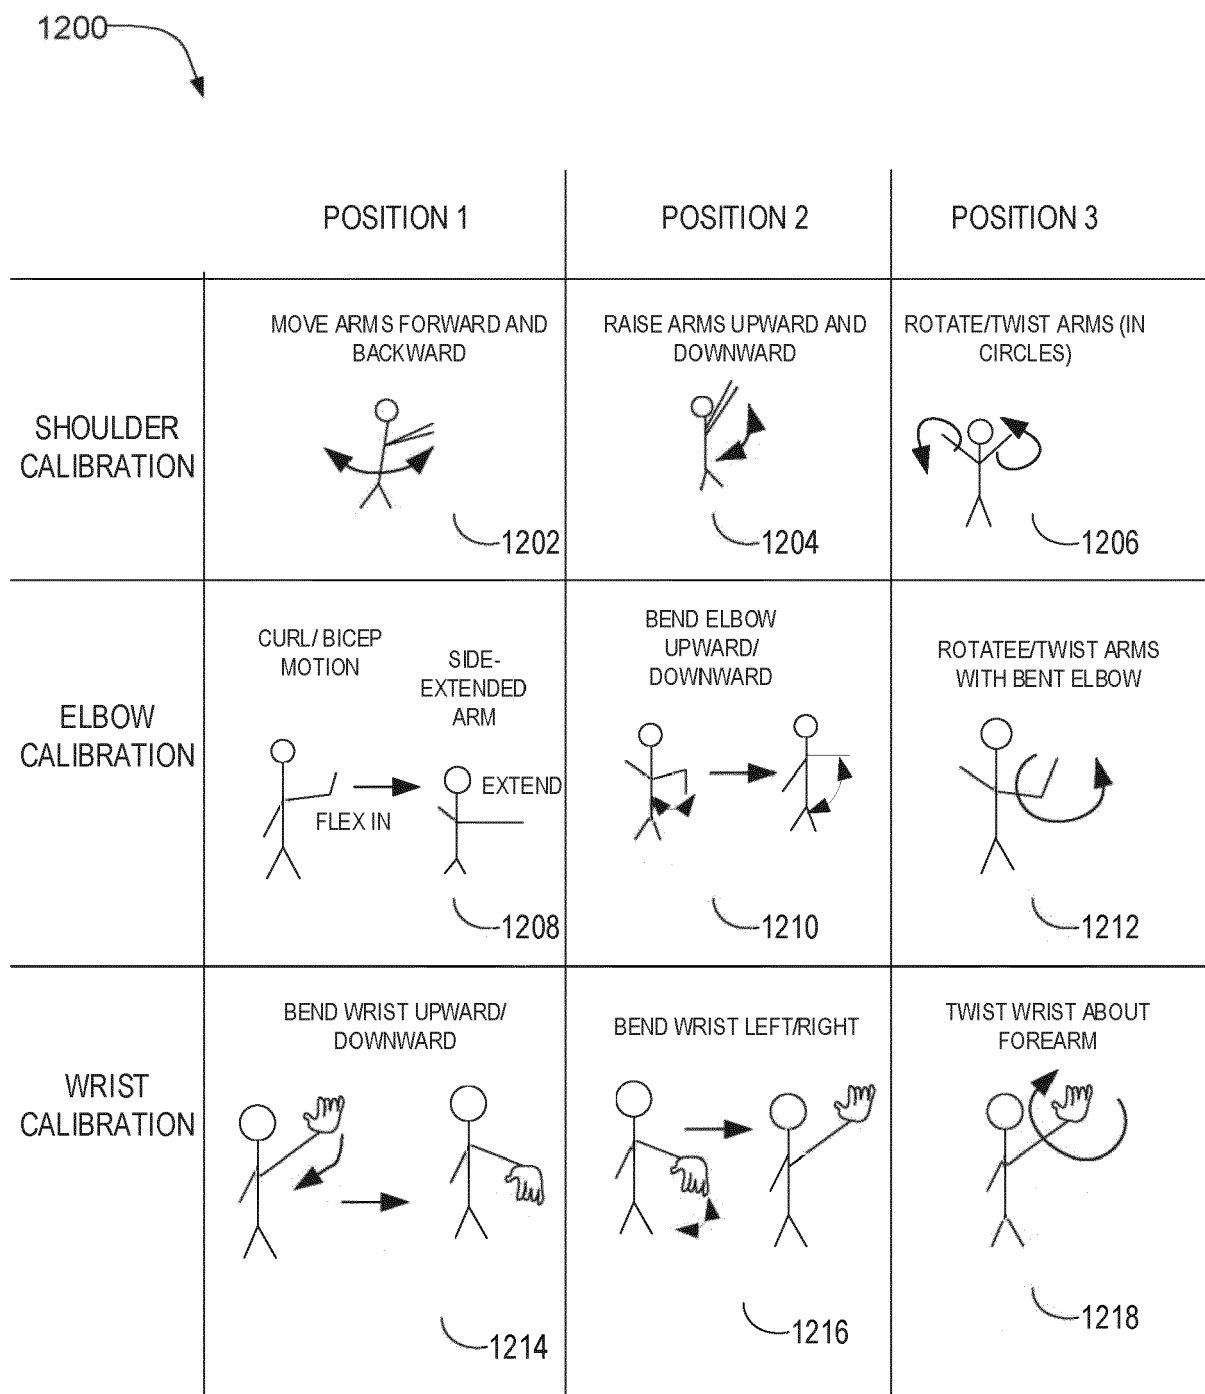 1200
POSITION 1
POSITION 2
POSITION 3
SHOULDER
CALIBRATION
MOVE ARMS FORWARD AND
BACKWARD
1202
RAISE ARMS UPWARD AND
DOWNWARD
1204
ROTATE/TWIST ARMS (IN
CIRCLES)
1206
ELBOW
CALIBRATION
CURL/ BICEP
MOTION
FLEX IN
SIDE-
EXTENDED
ARM
EXTEND
1208
BEND ELBOW
UPWARD/
DOWNWARD
1210
ROTATEE/TWIST ARMS
WITH BENT ELBOW
1212
WRIST
CALIBRATION
BEND WRIST UPWARD/
DOWNWARD
1214
BEND WRIST LEFT/RIGHT
1216
TWIST WRIST ABOUT
FOREARM
1218